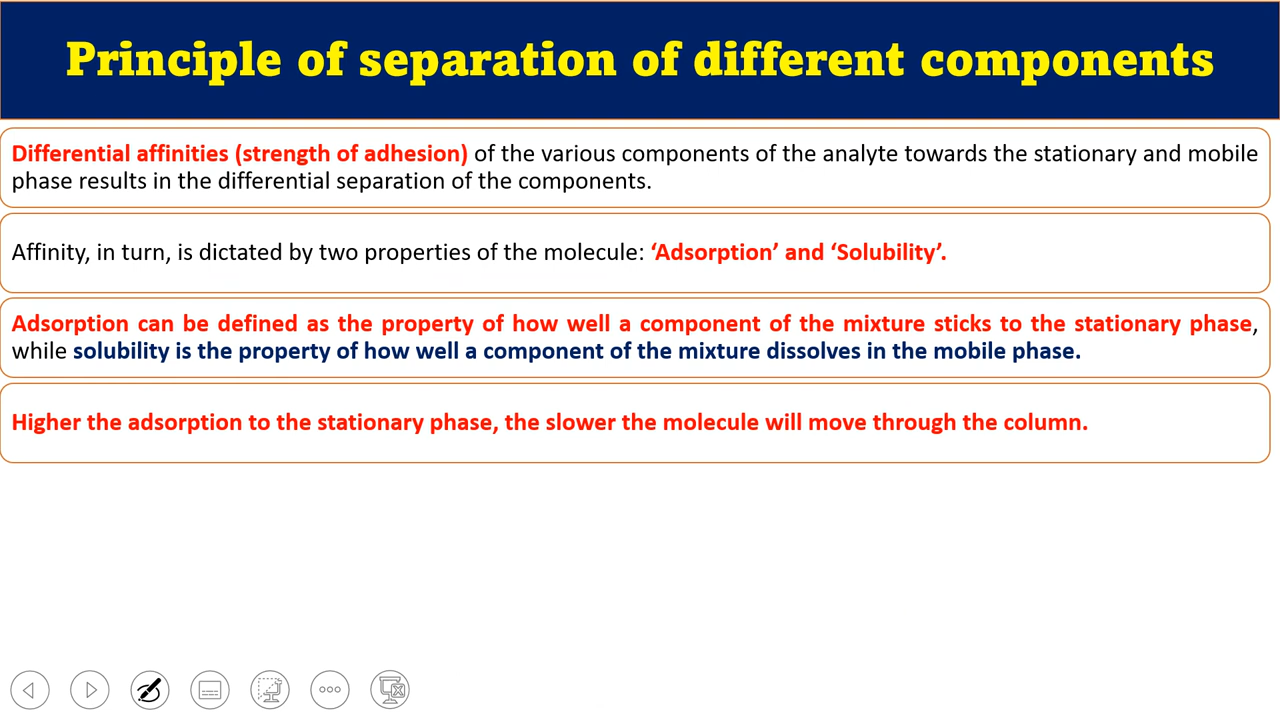 Principle of separation of different components
Differential affinities (strength of adhesion) of the various components of the analyte towards the stationary and mobile
phase results in the differential separation of the components.
Affinity, in turn, is dictated by two properties of the molecule: ‘Adsorption’ and ‘Solubility’.
Adsorption can be defined as the property of how well a component of the mixture sticks to the stationary phase,
while solubility is the property of how well a component of the mixture dissolves in the mobile phase.
Higher the adsorption to the stationary phase, the slower the molecule will move through the column.